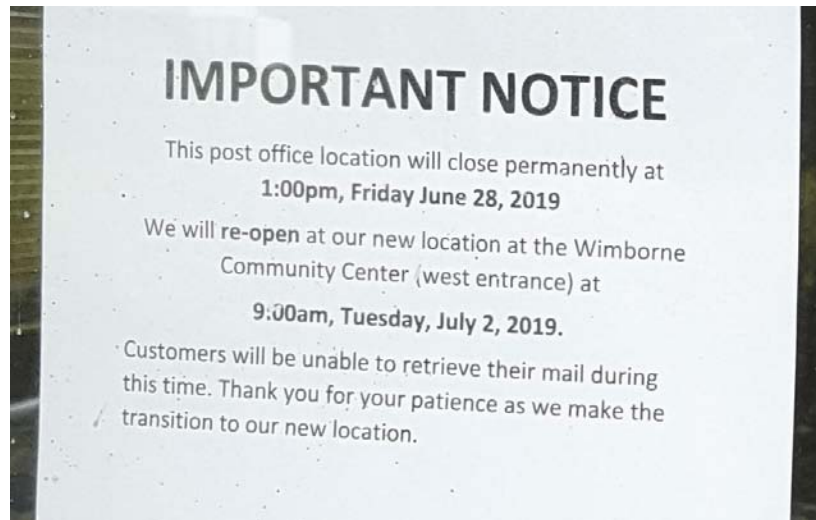 IMPORTANT NOTICE
This post office location will close permanently at
1:00pm, Friday June 28, 2019
We will re-open at our new location at the Wimborne
Community Center (west entrance) at
9:00am, Tuesday, July 2, 2019.
Customers will be unable to retrieve their mail during
this time. Thank you for your patience as we make the
transition to our new location.